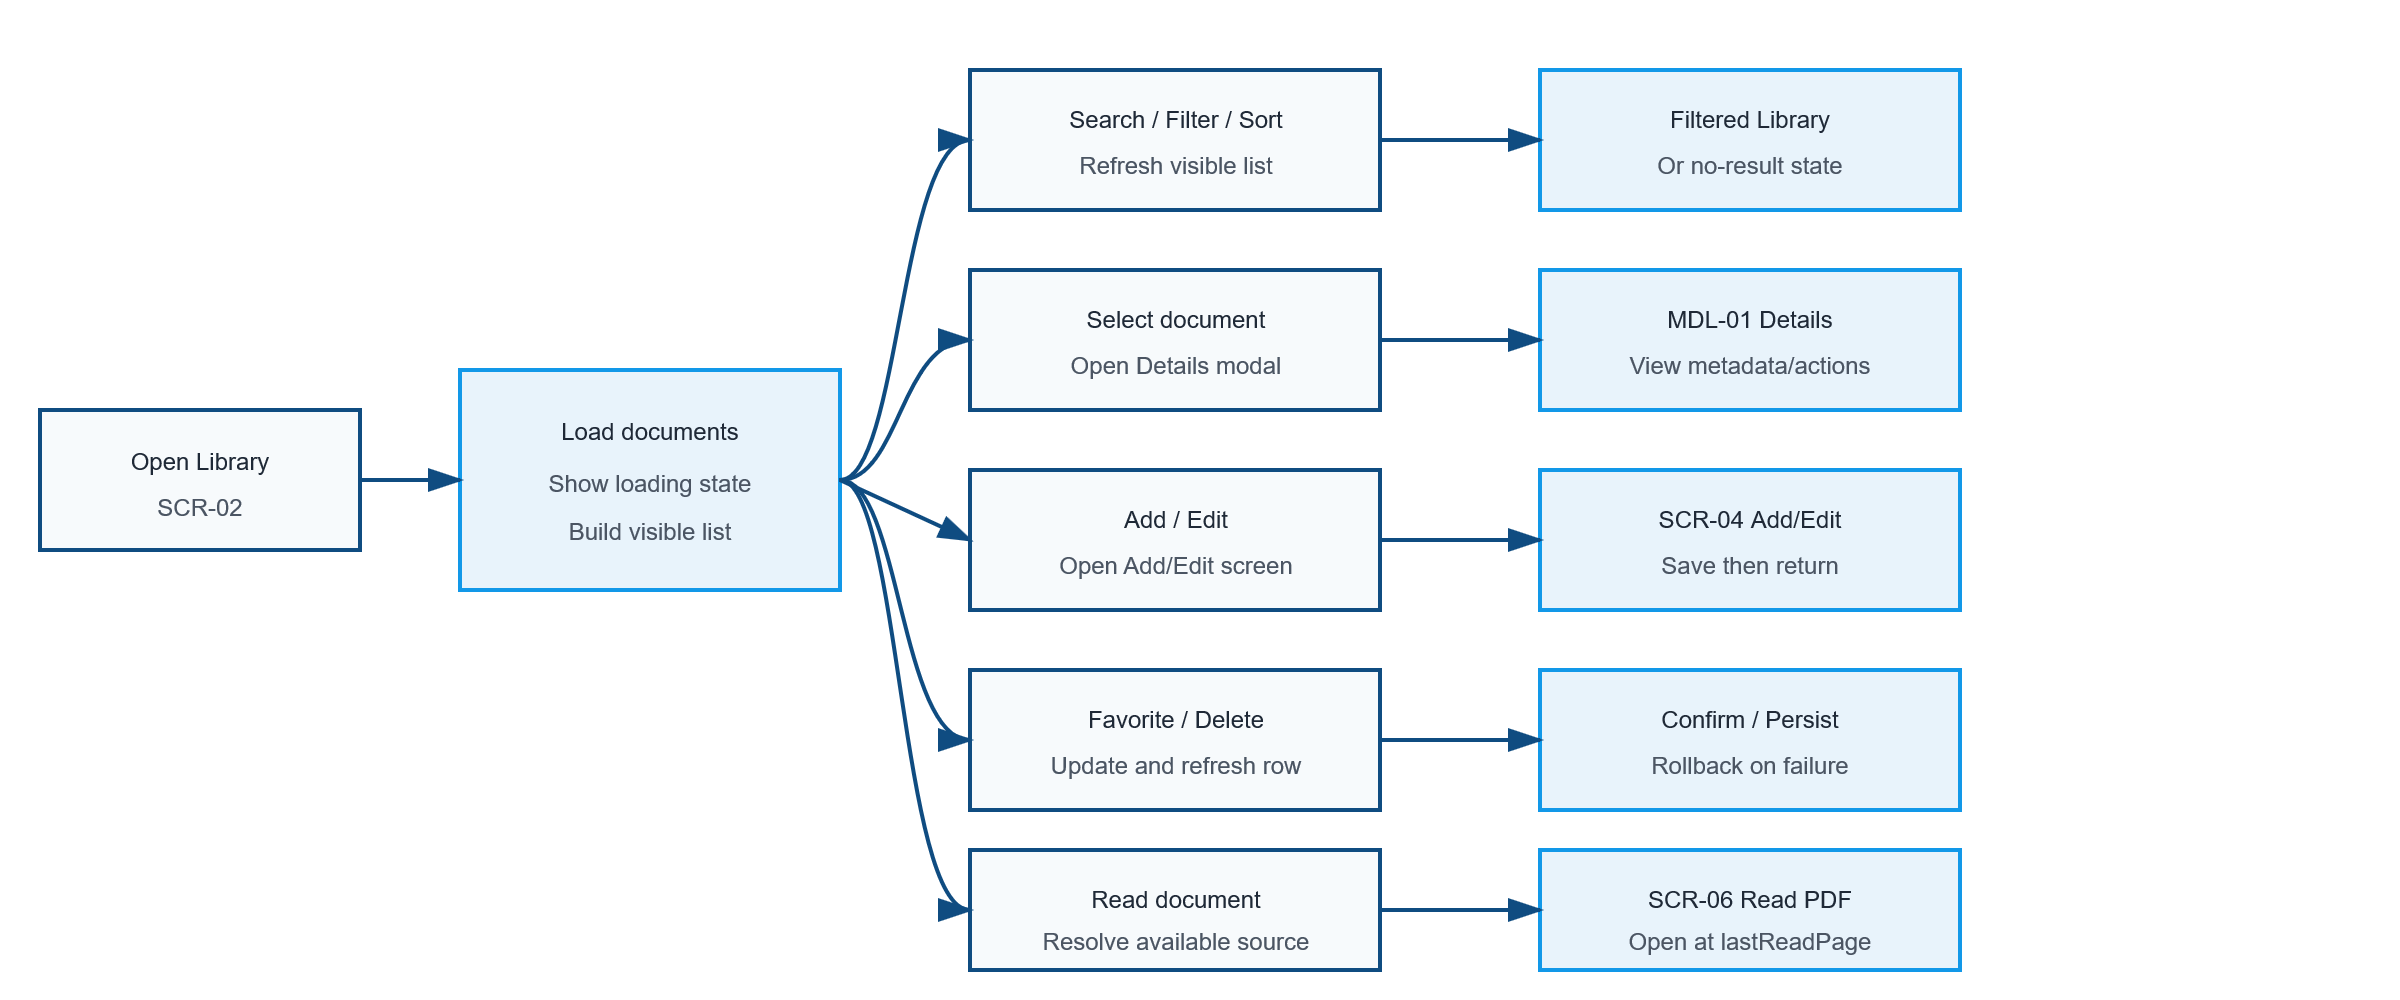 Open Library
SCR-02
Load documents
Show loading state
Build visible list
Search / Filter / Sort
Refresh visible list
Filtered Library
Or no-result state
Select document
Open Details modal
MDL-01 Details
View metadata/actions
Add / Edit
Open Add/Edit screen
SCR-04 Add/Edit
Save then return
Favorite / Delete
Update and refresh row
Confirm / Persist
Rollback on failure
Read document
Resolve available source
SCR-06 Read PDF
Open at lastReadPage